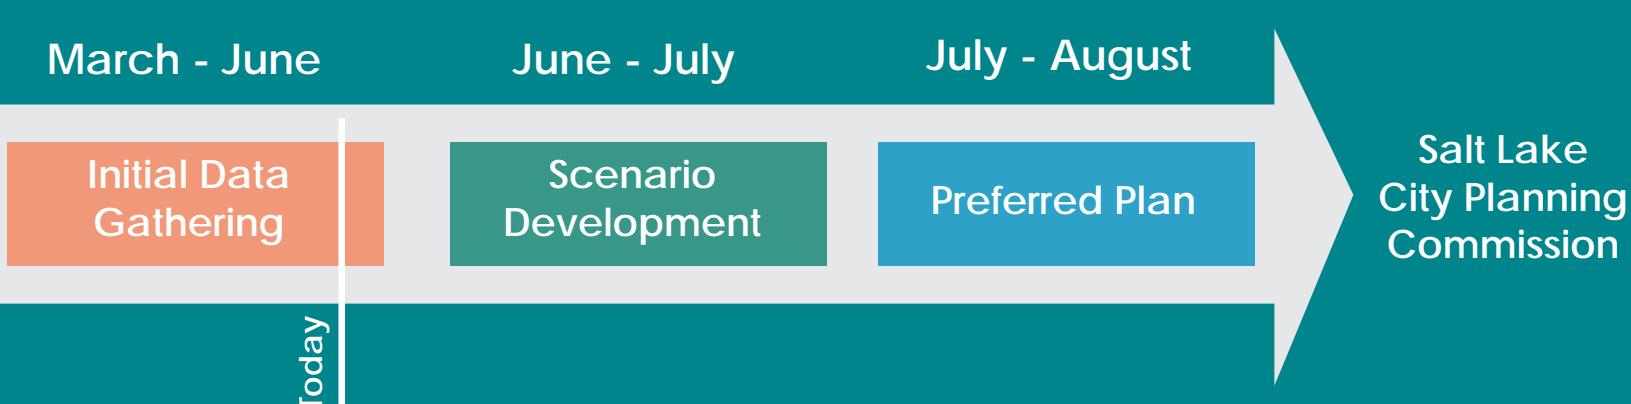 March - June
June - July
July - August
Initial Data
Gathering
Scenario
Development
Preferred Plan
Salt Lake
City Planning
Commission
Today